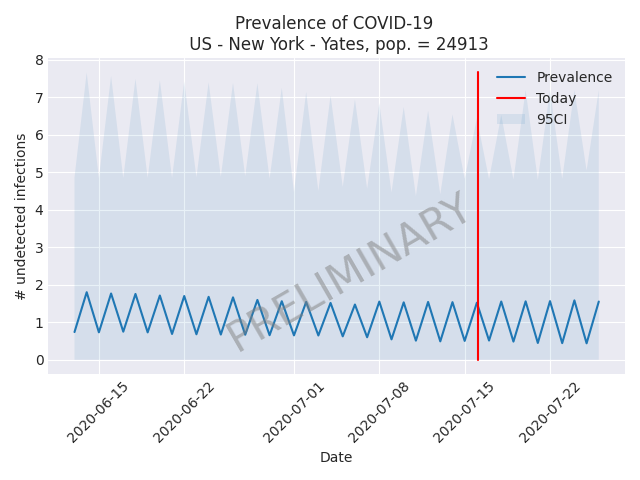 Prevalence of COVID-19
US - New York - Yates, pop. = 24913
8
7
6
5
4
3
2
1
0
# undetected infections
Prevalence
Today
95CI
PRELIMINARY
2020-06-15
2020-06-22
2020-07-01
2020-07-08
2020-07-15
2020-07-22
Date